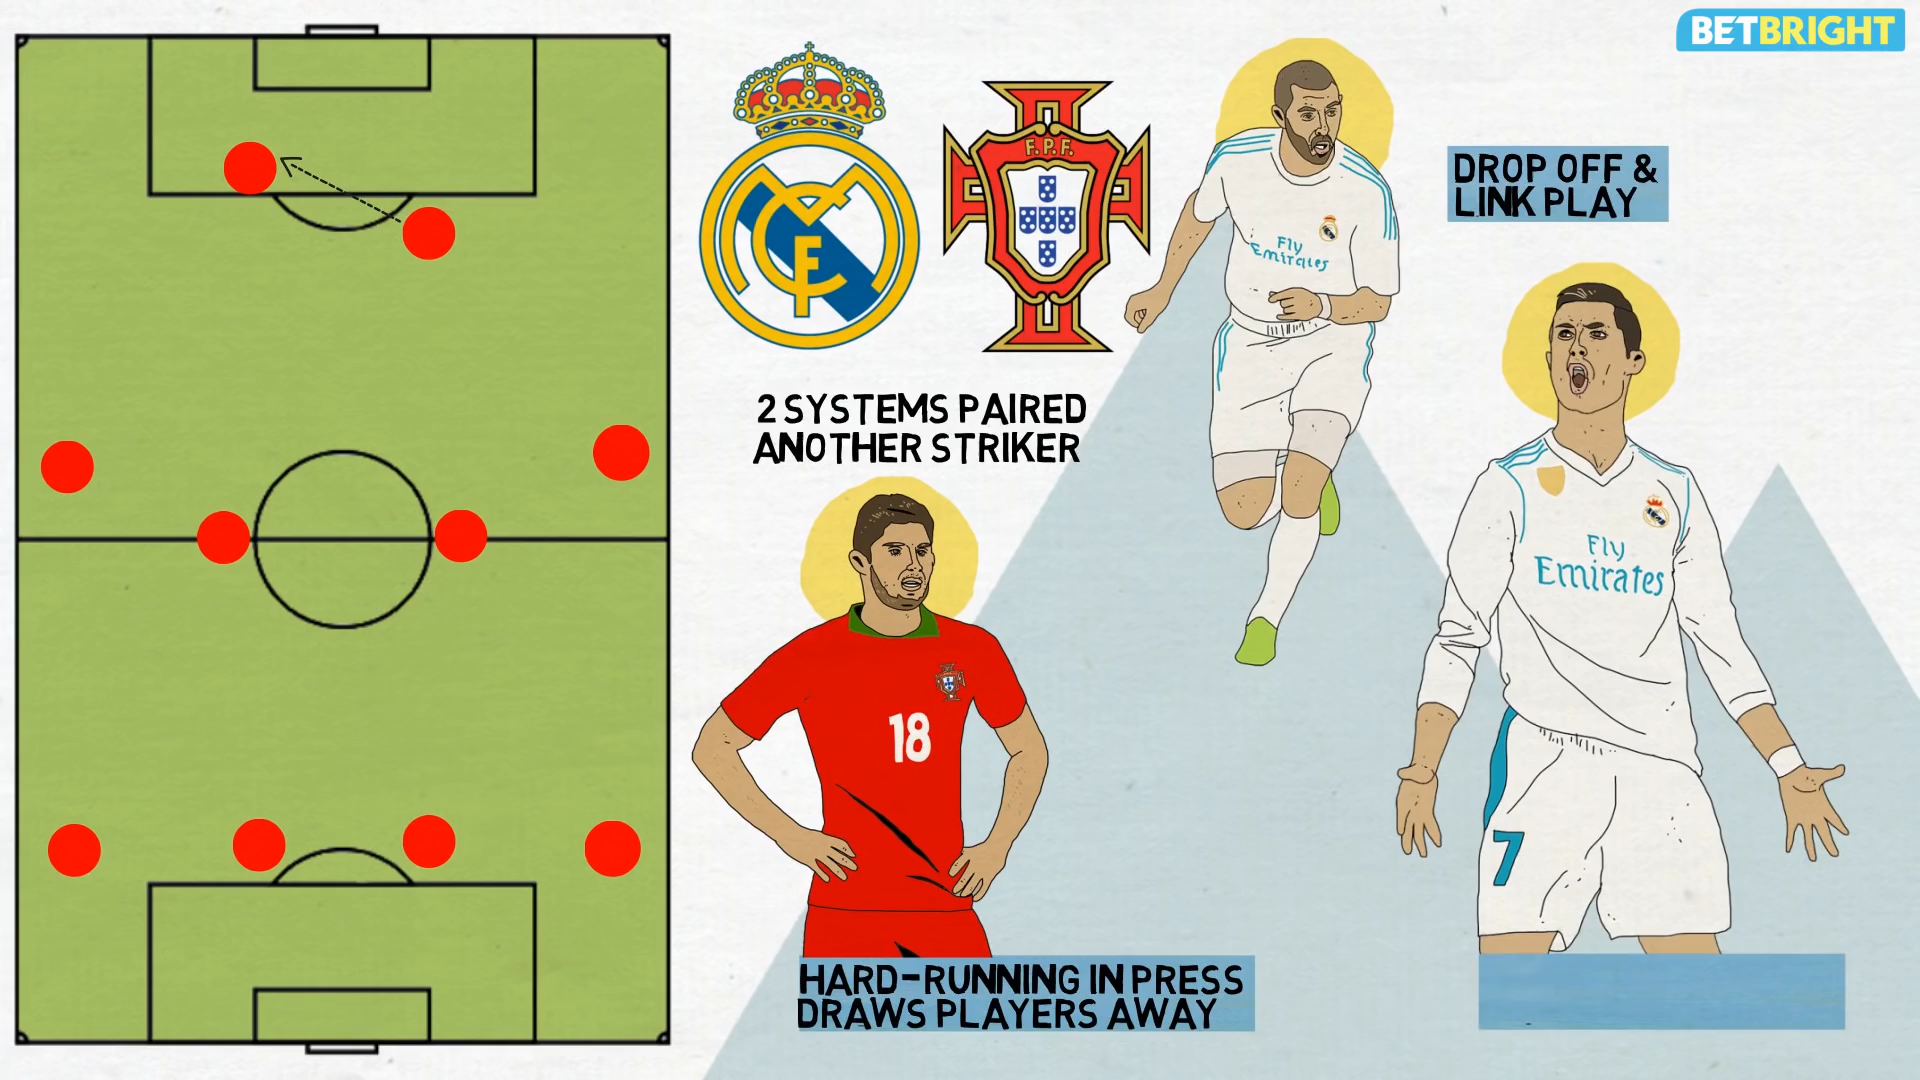 BETBRIGHT
F.P.F.
DROP OFF &
LINK PLAY
Fly
Emirates
2 SYSTEMS PAIRED
ANOTHER STRIKER
Fly
Emirates
18
7
HARD-RUNNING IN PRESS
DRAWS PLAYERS AWAY